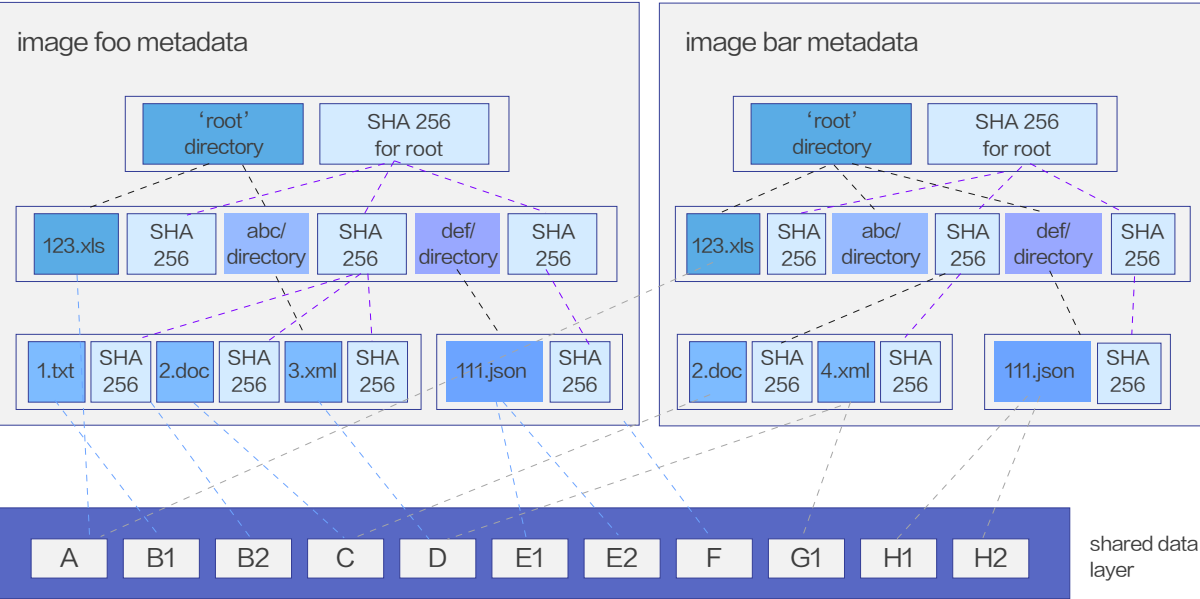 image foo metadata
‘root’
directory
SHA 256
for root
123.xls
SHA
256
abc/
directory
SHA
256
def/
directory
SHA
256
1.txt
SHA
256
2.doc
SHA
256
3.xml
SHA
256
111.json
SHA
256
image bar metadata
‘root’
directory
SHA 256
for root
123.xls
SHA
256
abc/
directory
SHA
256
def/
directory
SHA
256
2.doc
SHA
256
4.xml
SHA
256
111.json
SHA
256
A
B1
B2
C
D
E1
E2
F
G1
H1
H2
shared data
layer